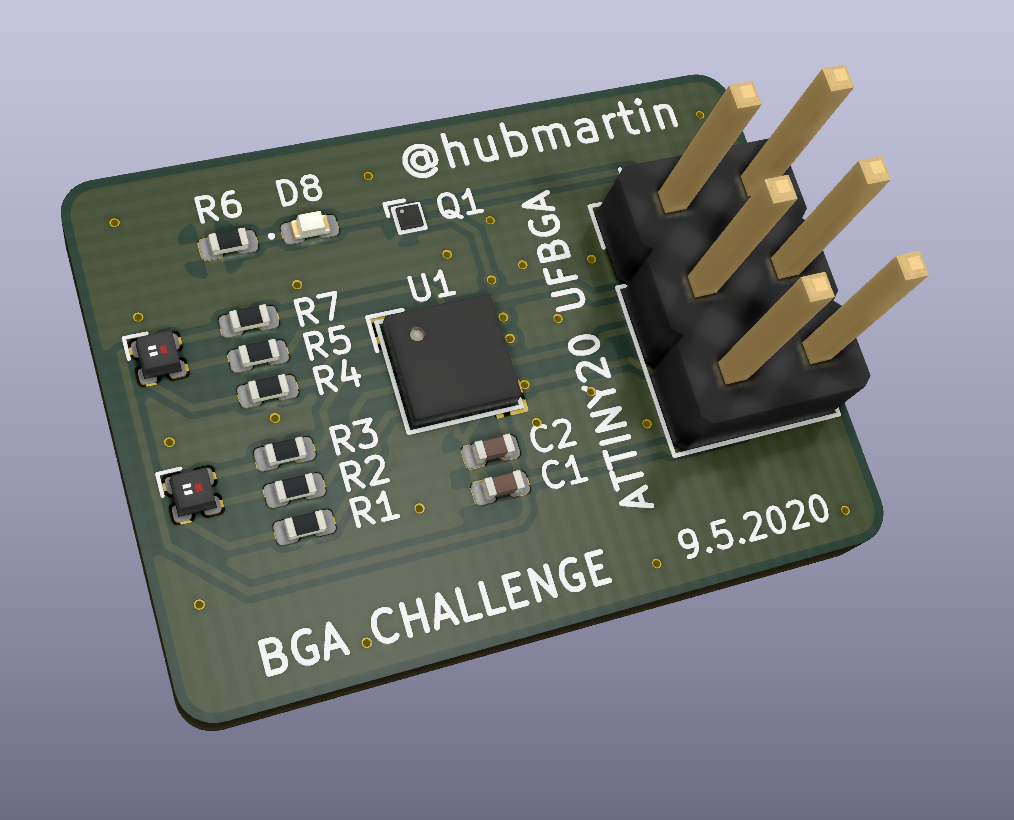 @hubmartin
R6
D8
Q1
U1
UFBGA
ATTINY20
R7
R5
R4
R3
R2
R1
C2
C1
9.5.2020
BGA CHALLENGE